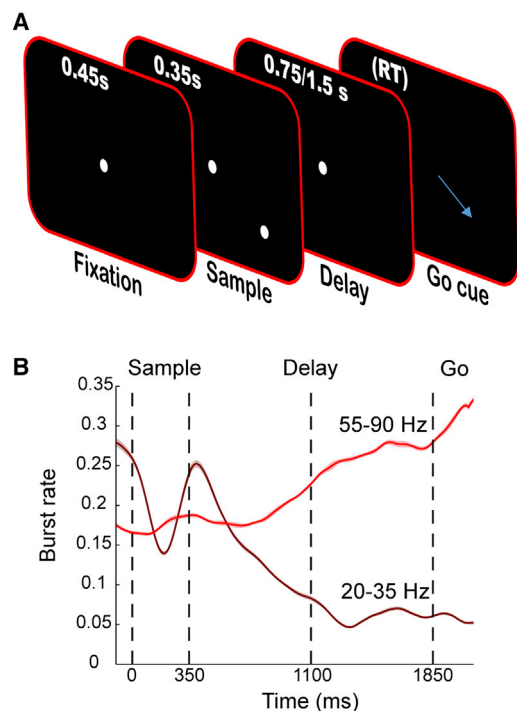 A
0.45s
0.35s
0.75/1.5 s
(RT)
Fixation
Sample
Delay
Go cue
B
Sample
Delay
Go
0.35
0.3
0.25
0.2
0.15
0.1
0.05
0
Burst rate
55-90 Hz
20-35 Hz
0
350
1100
1850
Time (ms)